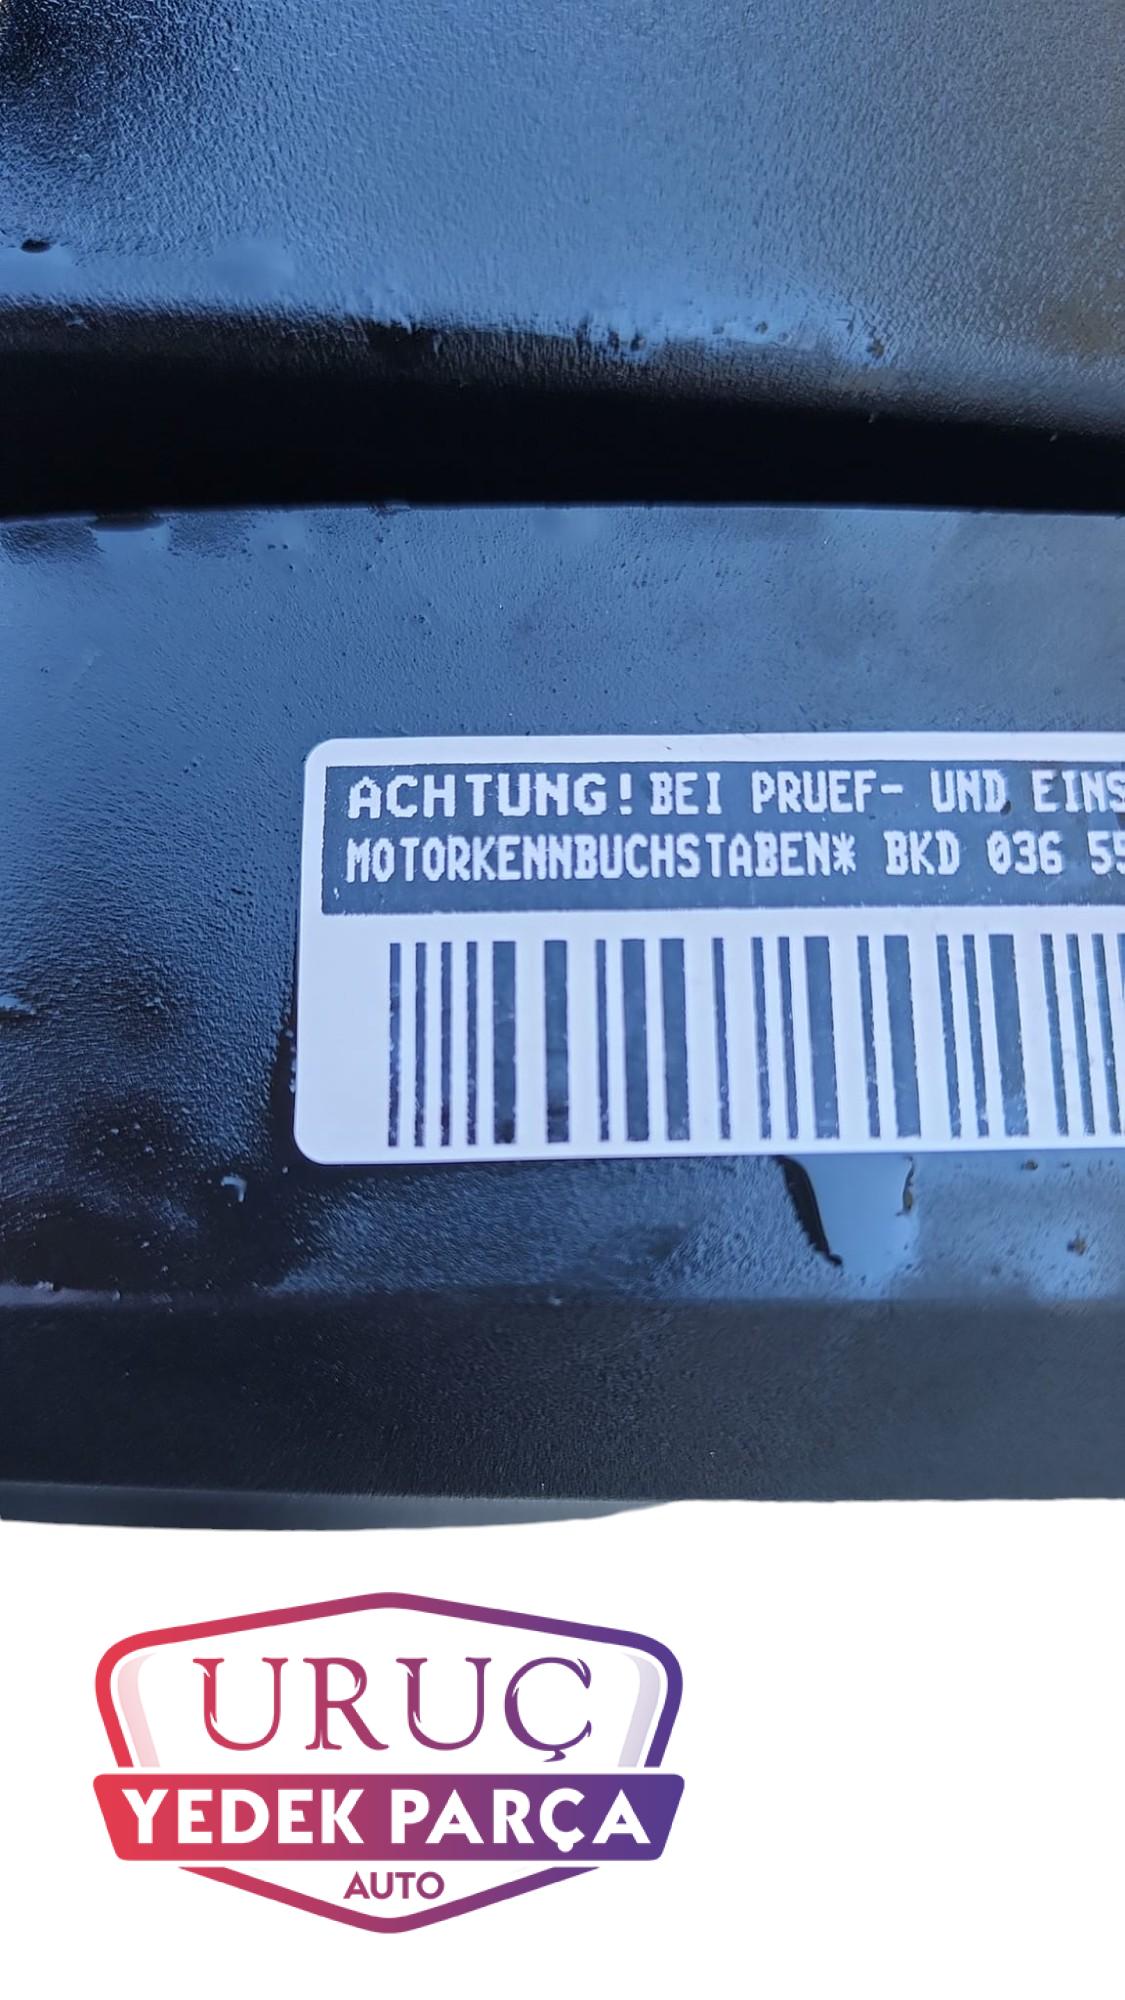 ACHTUNG! BEI PRUEF- UND EINS
MOTORKENNBUCHSTABEN* BKD 036 55
URUÇ
YEDEK PARÇA
AUTO